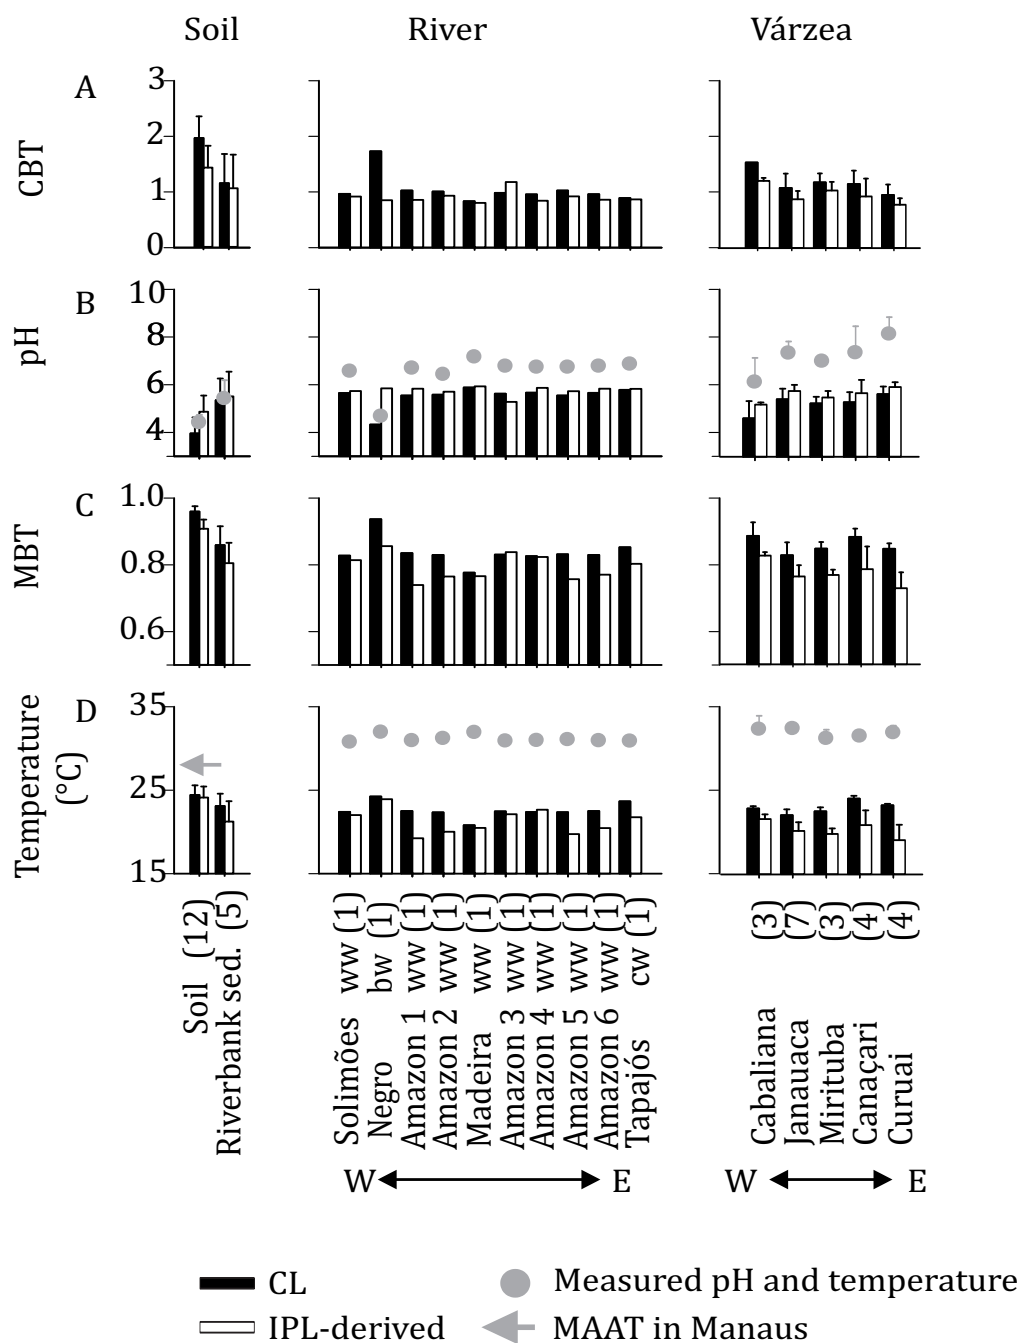 Soil River Várzea
A
CBT
3
2
1
0
B
pH
10
8
6
4
C
MBT
1.0
0.8
0.6
D
Temperature
(°C)
35
25
15
Soil (12)
Riverbank sed. (5)
Solimões ww (1)
Negro bw (1)
Amazon 1 ww (1)
Amazon 2 ww (1)
Madeira ww (1)
Amazon 3 ww (1)
Amazon 4 ww (1)
Amazon 5 ww (1)
Amazon 6 ww (1)
Tapajós cw (1)
Cabaliana (3)
Janauaca (7)
Mirituba (3)
Canaçari (4)
Curuai (4)
W E
W E
CL
Measured pH and temperature
IPL-derived
MAAT in Manaus